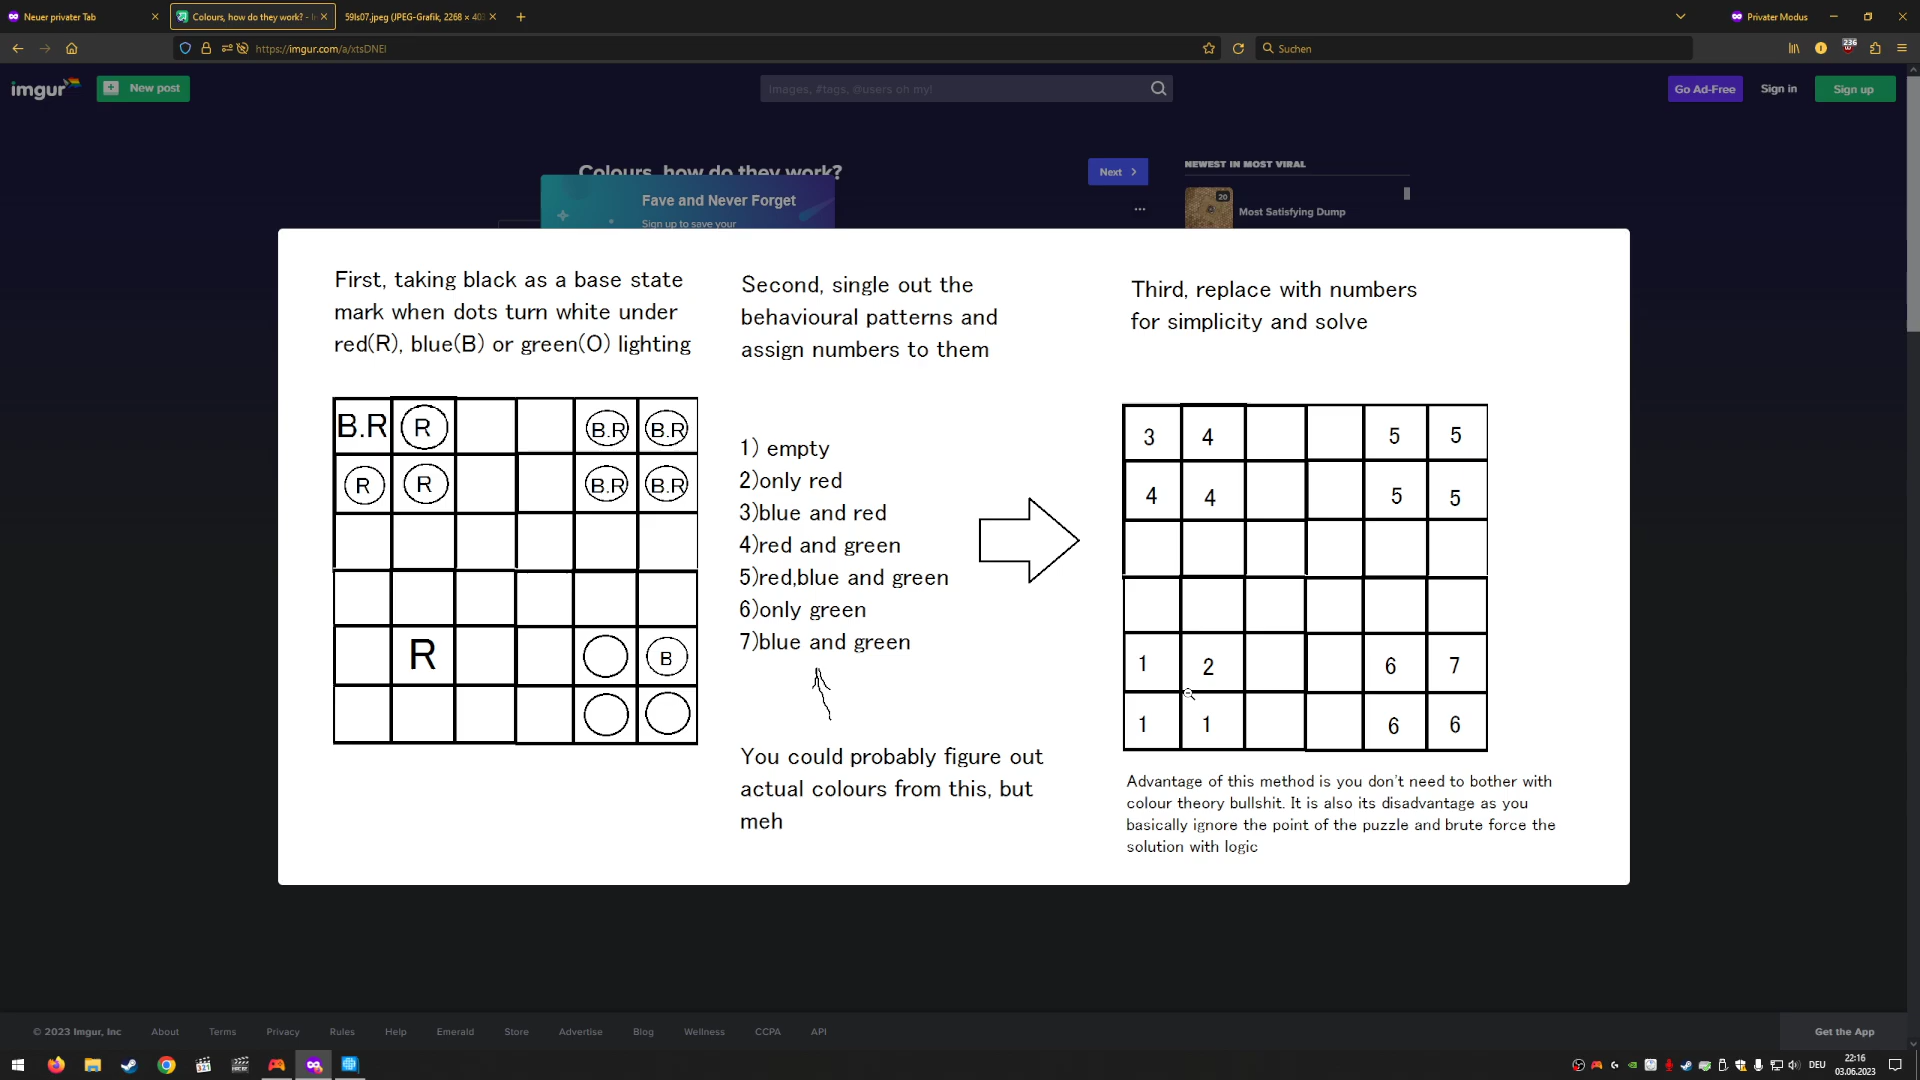 Neuer privater Tab
Colours, how do they work? - I
59ls07.jpeg (JPEG-Grafik, 2268 × 403
Privater Modus
https://imgur.com/a/xtsDNEI
Suchen
236
imgur
New post
Images, #tags, @users oh my!
Go Ad-Free
Sign in
Sign up
Colours, how do they work?
Next
NEWEST IN MOST VIRAL
Fave and Never Forget
Sign up to save your
20
Most Satisfying Dump
First, taking black as a base state
mark when dots turn white under
red(R), blue(B) or green(O) lighting
B.R R B.R B.R
R R B.R B.R
R B
Second, single out the
behavioural patterns and
assign numbers to them
1) empty
2)only red
3)blue and red
4)red and green
5)red,blue and green
6)only green
7)blue and green
You could probably figure out
actual colours from this, but
meh
Third, replace with numbers
for simplicity and solve
3 4 5 5
4 4 5 5
1 2 6 7
1 1 6 6
Advantage of this method is you don't need to bother with
colour theory bullshit. It is also its disadvantage as you
basically ignore the point of the puzzle and brute force the
solution with logic
© 2023 Imgur, Inc About Terms Privacy Rules Help Emerald Store Advertise Blog Wellness CCPA API
Get the App
321
DEU
22:16
03.06.2023